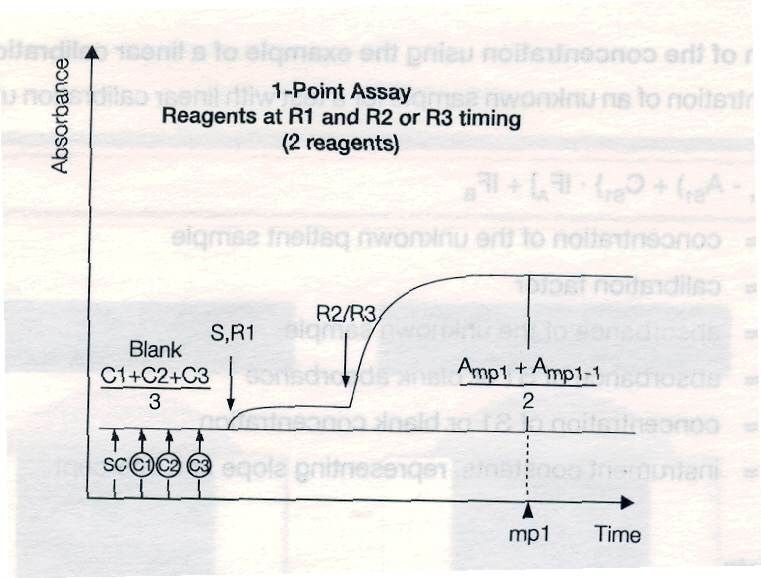 Absorbance
1-Point Assay
Reagents at R1 and R2 or R3 timing
(2 reagents)
R2/R3
S,R1
Blank
C1+C2+C3
3
Amp1 + Amp1-1
2
SC C1 C2 C3
mp1 Time